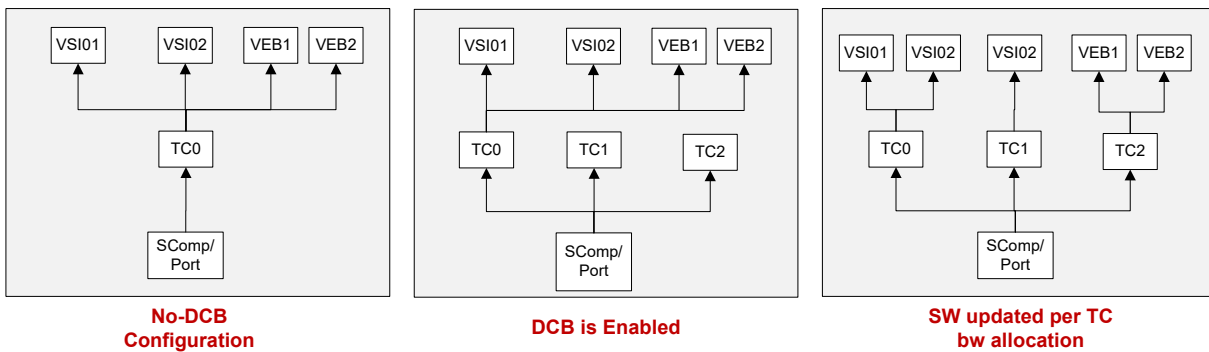 VSI01
VSI02
VEB1
VEB2
TC0
SComp/
Port
No-DCB
Configuration
VSI01
VSI02
VEB1
VEB2
TC0
TC1
TC2
SComp/
Port
DCB is Enabled
VSI01
VSI02
VSI02
VEB1
VEB2
TC0
TC1
TC2
SComp/
Port
SW updated per TC
bw allocation